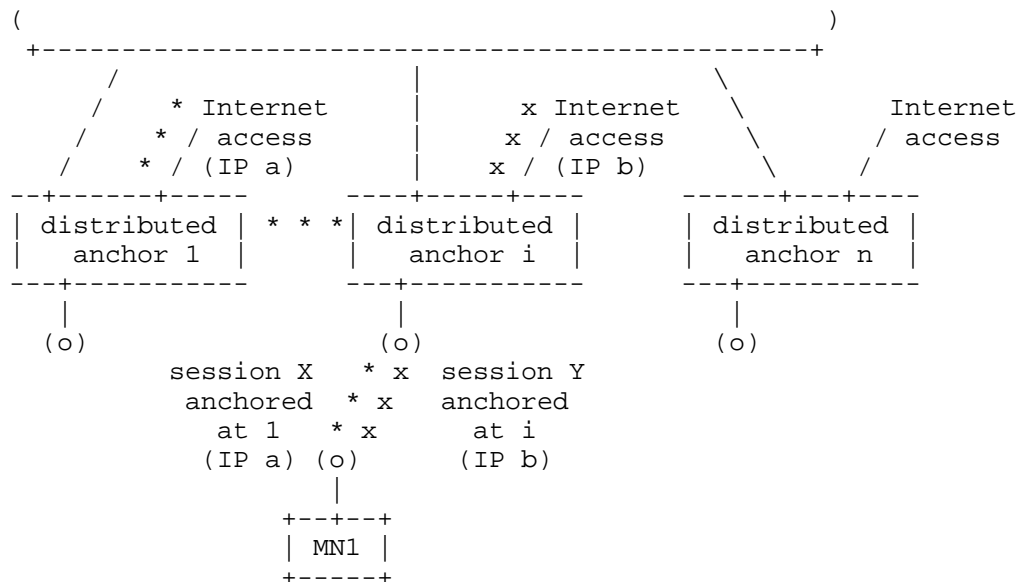 (                                                  )
 +------------------------------------------------+
      /                  |                  \
     /    * Internet     |      x Internet   \         Internet
    /    * / access      |     x / access     \       / access
   /    * / (IP a)       |    x / (IP b)       \     /
--+------+-----      ----+-----+----      ------+---+----
| distributed | * * *| distributed |      | distributed |
|   anchor 1  |      |   anchor i  |      |   anchor n  |
---+-----------      ---+-----------      ---+-----------
   |                    |                    |
  (o)                  (o)                  (o)
          session X   * x  session Y
           anchored  * x   anchored
             at 1   * x      at i
            (IP a) (o)      (IP b)
                    |
                 +--+--+
                 | MN1 |
                 +-----+